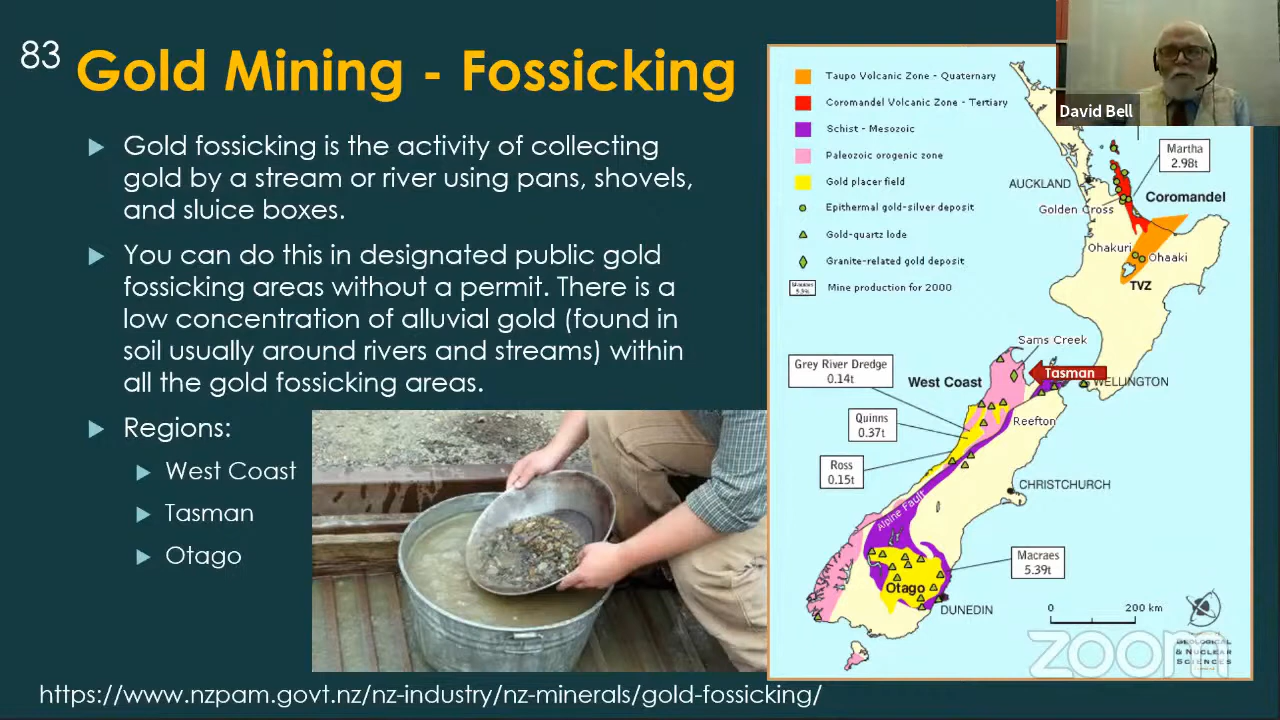 83
Gold Mining - Fossicking
Gold fossicking is the activity of collecting
gold by a stream or river using pans, shovels,
and sluice boxes.
You can do this in designated public gold
fossicking areas without a permit. There is a
low concentration of alluvial gold (found in
soil usually around rivers and streams) within
all the gold fossicking areas.
Regions:
West Coast
Tasman
Otago
https://www.nzpam.govt.nz/nz-industry/nz-minerals/gold-fossicking/
David Bell
Taupo Volcanic Zone - Quaternary
Coromandel Volcanic Zone - Tertiary
Schist - Mesozoic
Paleozoic orogenic zone
Gold placer field
Epithermal gold-silver deposit
Gold-quartz lode
Granite-related gold deposit
Mine production for 2000
Martha
2.98t
AUCKLAND
Coromandel
Golden Cross
Ohakuri
Ohaaki
TVZ
Sams Creek
Grey River Dredge
0.14t
West Coast
Tasman
WELLINGTON
Quinns
0.37t
Reefton
Ross
0.15t
CHRISTCHURCH
Alpine Fault
Macraes
5.39t
Otago
DUNEDIN
0 200 km
zoom
GEOLOGICAL
& NUCLEAR
SCIENCES